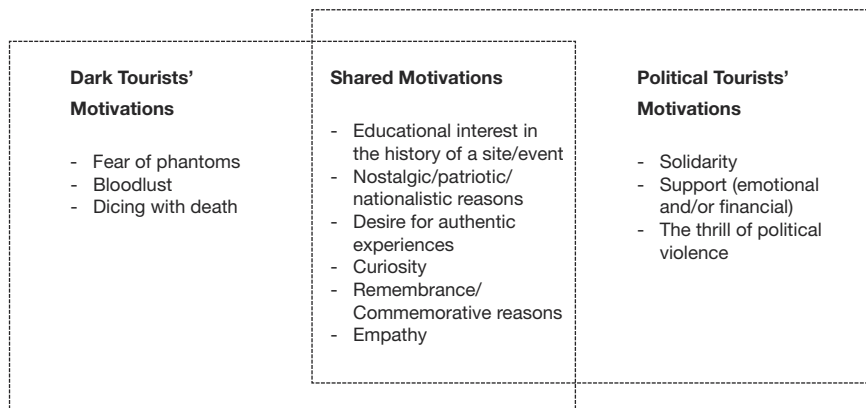 Dark Tourists’
Motivations
- Fear of phantoms
- Bloodlust
- Dicing with death
Shared Motivations
- Educational interest in
the history of a site/event
- Nostalgic/patriotic/
nationalistic reasons
- Desire for authentic
experiences
- Curiosity
- Remembrance/
Commemorative reasons
- Empathy
Political Tourists’
Motivations
- Solidarity
- Support (emotional
and/or financial)
- The thrill of political
violence